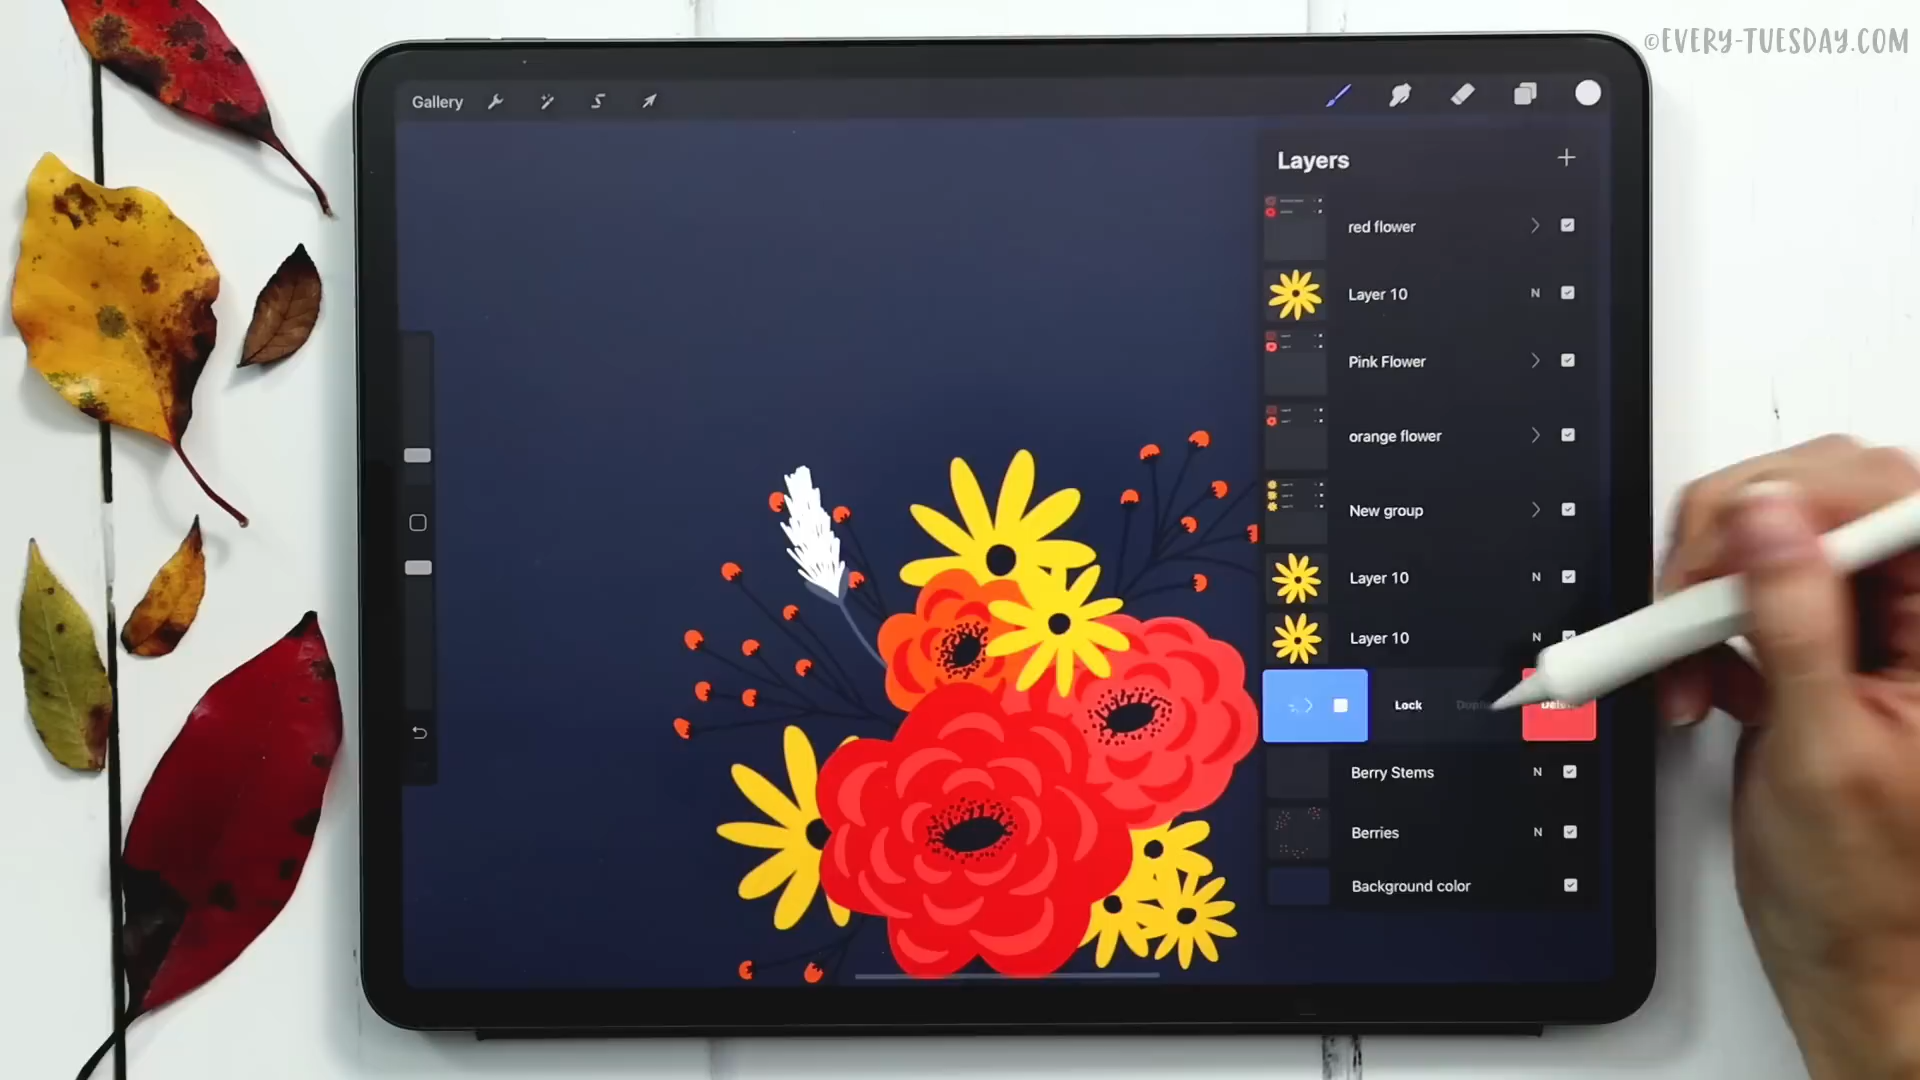 ©EVERY-TUESDAY.COM
Gallery
Layers
red flower
Layer 10 N
Pink Flower
orange flower
New group
Layer 10 N
Layer 10 N
Lock
Berry Stems N
Berries N
Background color